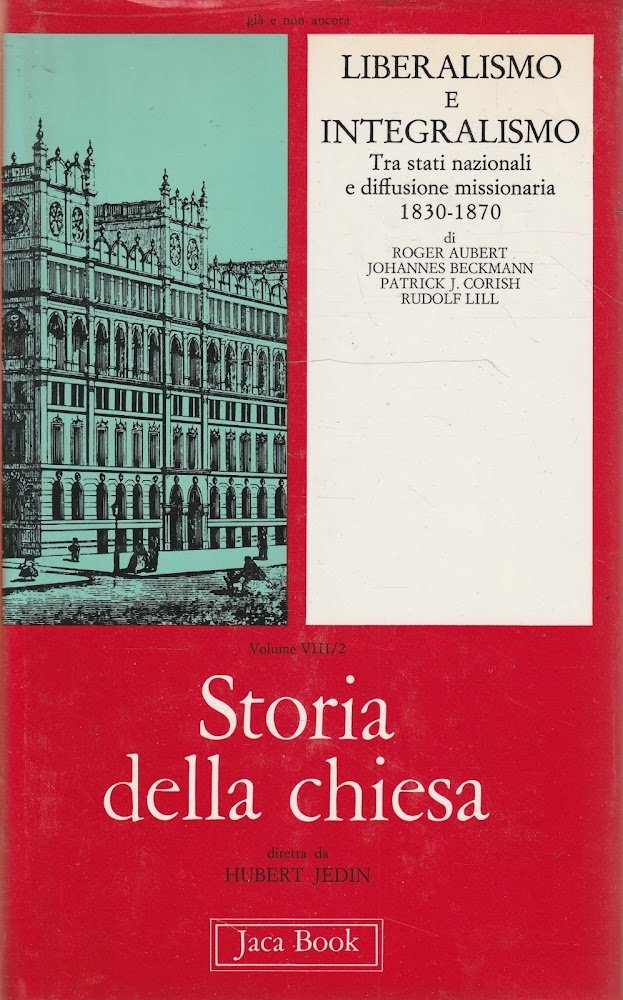 già e non ancora
LIBERALISMO
E
INTEGRALISMO
Tra stati nazionali
e diffusione missionaria
1830-1870
di
ROGER AUBERT
JOHANNES BECKMANN
PATRICK J. CORISH
RUDOLF LILL
Volume VIII/2
Storia
della chiesa
diretta da
HUBERT JEDIN
Jaca Book